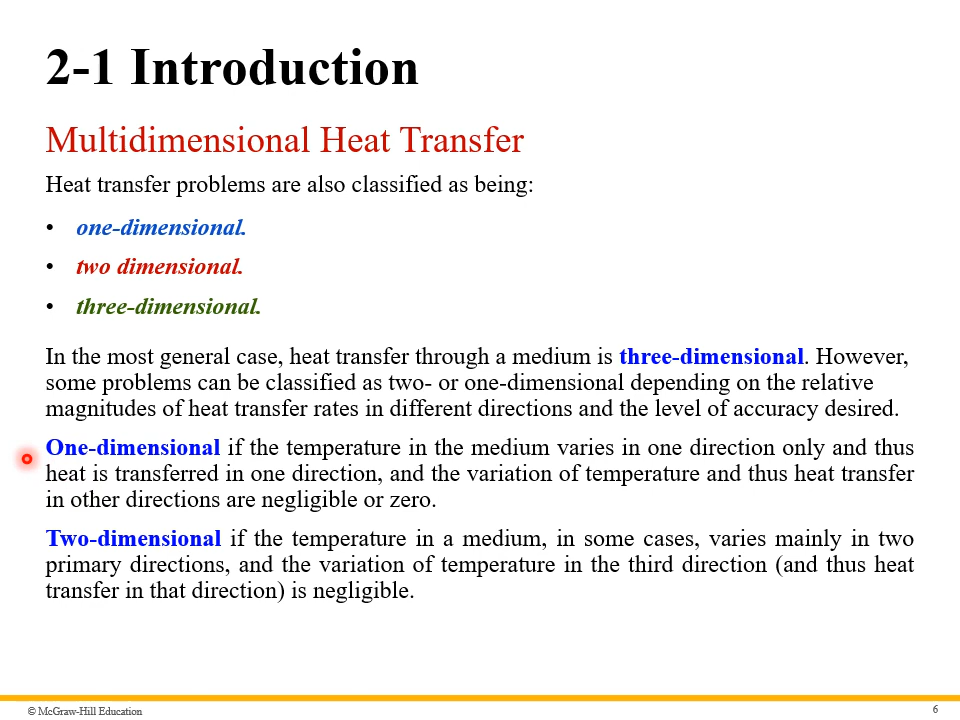 2-1 Introduction
Multidimensional Heat Transfer
Heat transfer problems are also classified as being:
• one-dimensional.
• two dimensional.
• three-dimensional.
In the most general case, heat transfer through a medium is three-dimensional. However,
some problems can be classified as two- or one-dimensional depending on the relative
magnitudes of heat transfer rates in different directions and the level of accuracy desired.
One-dimensional if the temperature in the medium varies in one direction only and thus
heat is transferred in one direction, and the variation of temperature and thus heat transfer
in other directions are negligible or zero.
Two-dimensional if the temperature in a medium, in some cases, varies mainly in two
primary directions, and the variation of temperature in the third direction (and thus heat
transfer in that direction) is negligible.
© McGraw-Hill Education
6